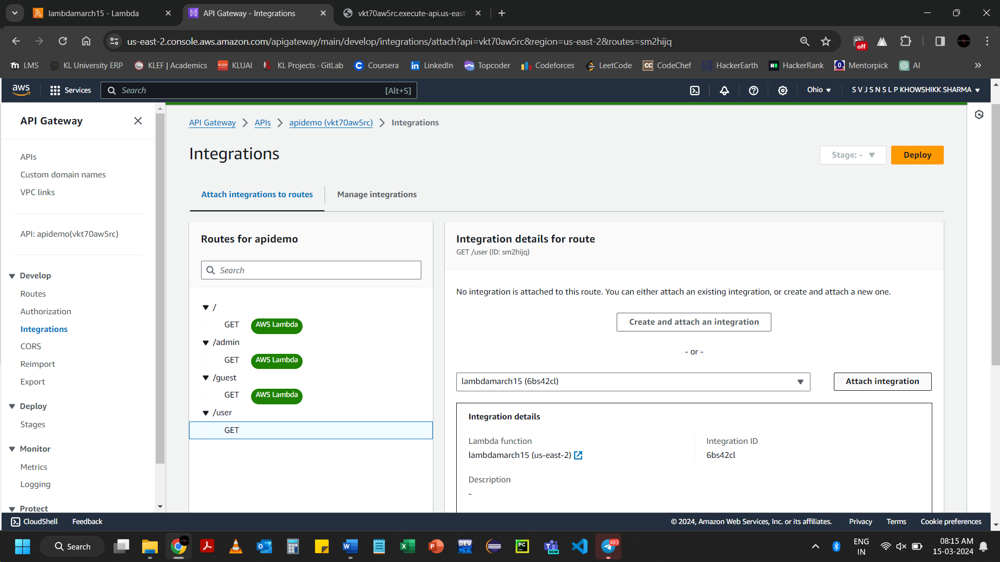 lambdamarch15 - Lambda
API Gateway - Integrations
vkt70aw5rc.execute-api.us-east
us-east-2.console.aws.amazon.com/apigateway/main/develop/integrations/attach?api=vkt70aw5rc&region=us-east-2&routes=sm2hijq
off
LMS
KL University ERP
KLEF | Academics
KLUAI
KL Projects · GitLab
Coursera
LinkedIn
Topcoder
Codeforces
LeetCode
CodeChef
HackerEarth
HackerRank
Mentorpick
AI
aws
Services
Search
[Alt+S]
Ohio
S V J S N S L P KHOWSHIKK SHARMA
API Gateway
APIs
Custom domain names
VPC links
API: apidemo(vkt70aw5rc)
Develop
Routes
Authorization
Integrations
CORS
Reimport
Export
Deploy
Stages
Monitor
Metrics
Logging
Protect
API Gateway
APIs
apidemo (vkt70aw5rc)
Integrations
Integrations
Stage: -
Deploy
Attach integrations to routes
Manage integrations
Routes for apidemo
Search
/
GET AWS Lambda
/admin
GET AWS Lambda
/guest
GET AWS Lambda
/user
GET
Integration details for route
GET /user (ID: sm2hijq)
No integration is attached to this route. You can either attach an existing integration, or create and attach a new one.
Create and attach an integration
- or -
lambdamarch15 (6bs42cl)
Attach integration
Integration details
Lambda function
lambdamarch15 (us-east-2)
Integration ID
6bs42cl
Description
-
CloudShell
Feedback
© 2024, Amazon Web Services, Inc. or its affiliates.
Privacy
Terms
Cookie preferences
Search
DEV
PC
NEW
483
ENG
IN
08:15 AM
15-03-2024